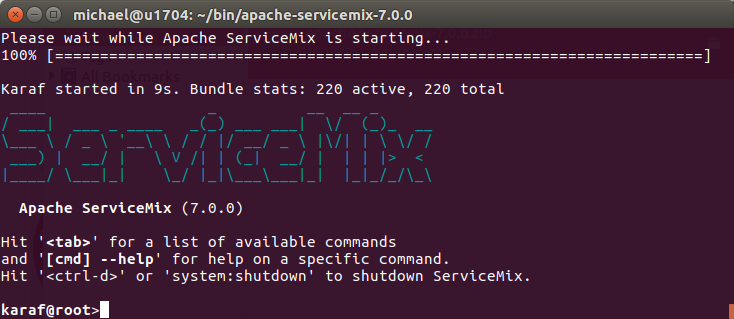 michael@u1704: ~/bin/apache-servicemix-7.0.0
Please wait while Apache ServiceMix is starting...
100% [========================================================================]
Karaf started in 9s. Bundle stats: 220 active, 220 total
ServiceMix
Apache ServiceMix (7.0.0)
Hit '<tab>' for a list of available commands
and '[cmd] --help' for help on a specific command.
Hit '<ctrl-d>' or 'system:shutdown' to shutdown ServiceMix.
karaf@root>